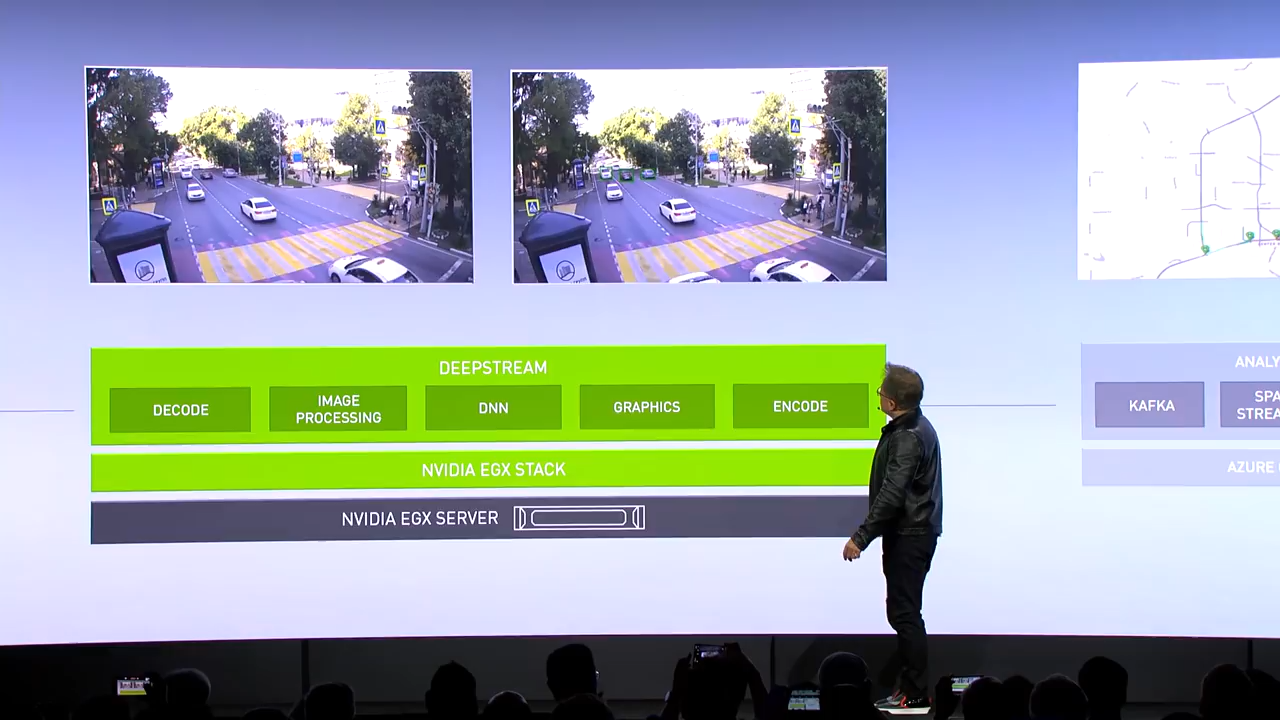 DEEPSTREAM
DECODE
IMAGE
PROCESSING
DNN
GRAPHICS
ENCODE
NVIDIA EGX STACK
NVIDIA EGX SERVER
ANALY
KAFKA
SPA
STREA
AZURE